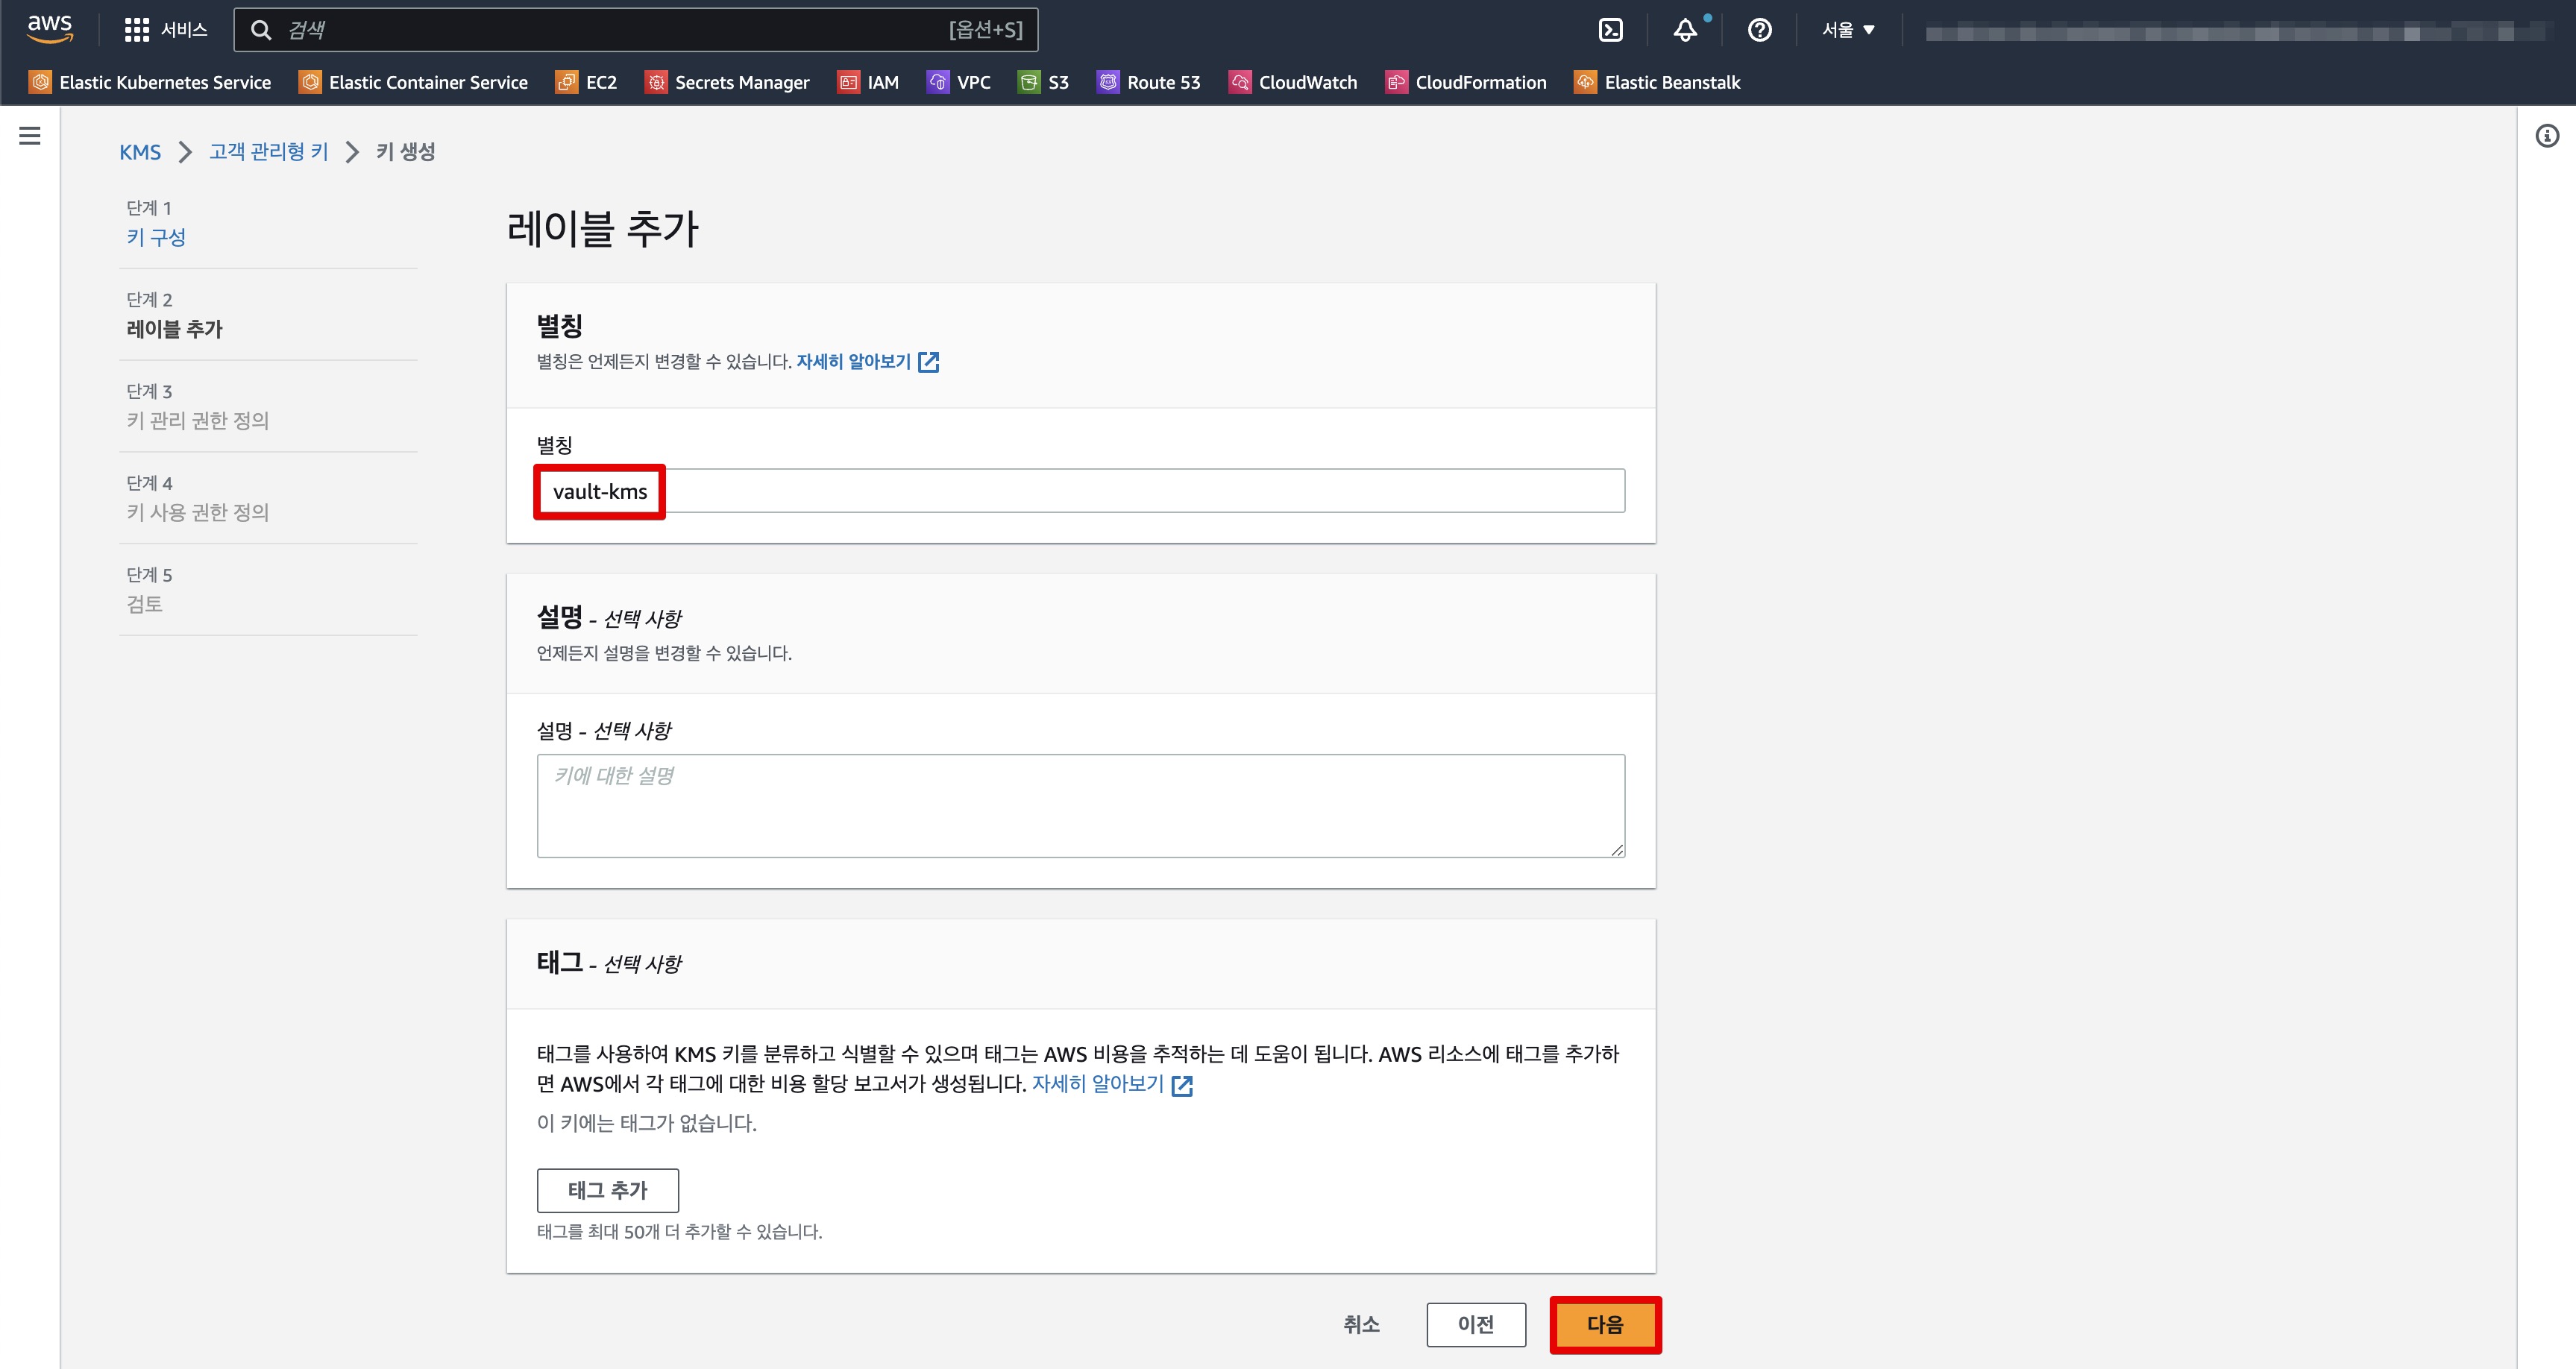 aws
서비스
검색
[옵션+S]
서울
Elastic Kubernetes Service
Elastic Container Service
EC2
Secrets Manager
IAM
VPC
S3
Route 53
CloudWatch
CloudFormation
Elastic Beanstalk
KMS
고객 관리형 키
키 생성
단계 1
키 구성
단계 2
레이블 추가
단계 3
키 관리 권한 정의
단계 4
키 사용 권한 정의
단계 5
검토
레이블 추가
별칭
별칭은 언제든지 변경할 수 있습니다. 자세히 알아보기
별칭
vault-kms
설명 - 선택 사항
언제든지 설명을 변경할 수 있습니다.
설명 - 선택 사항
키에 대한 설명
태그 - 선택 사항
태그를 사용하여 KMS 키를 분류하고 식별할 수 있으며 태그는 AWS 비용을 추적하는 데 도움이 됩니다. AWS 리소스에 태그를 추가하
면 AWS에서 각 태그에 대한 비용 할당 보고서가 생성됩니다. 자세히 알아보기
이 키에는 태그가 없습니다.
태그 추가
태그를 최대 50개 더 추가할 수 있습니다.
취소
이전
다음